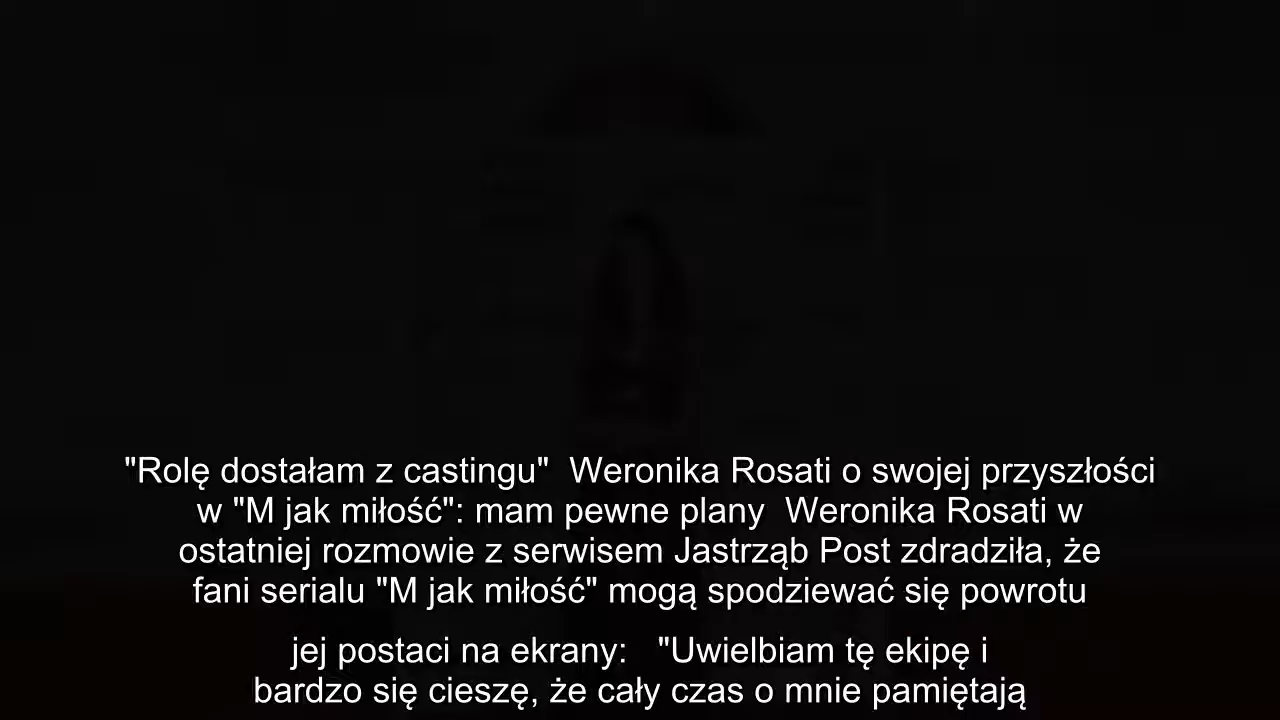 "Rolę dostałam z castingu"  Weronika Rosati o swojej przyszłości
w "M jak miłość": mam pewne plany  Weronika Rosati w
ostatniej rozmowie z serwisem Jastrząb Post zdradziła, że
fani serialu "M jak miłość" mogą spodziewać się powrotu
jej postaci na ekrany:   "Uwielbiam tę ekipę i
bardzo się cieszę, że cały czas o mnie pamiętają